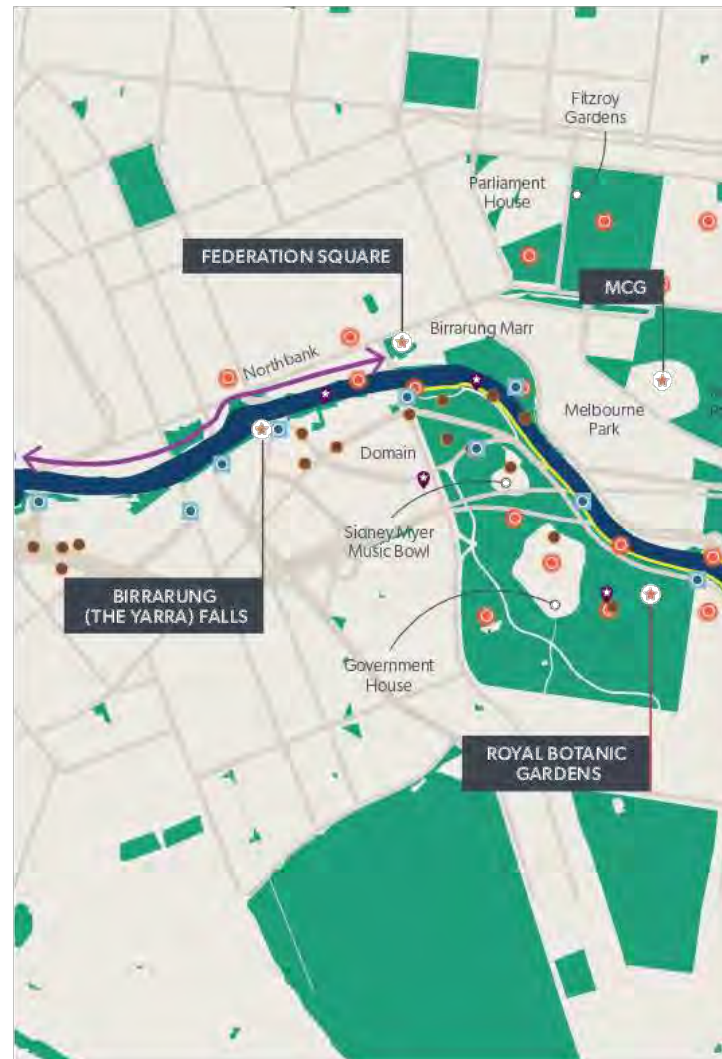 Fitzroy
Gardens
Parliament
House
FEDERATION SQUARE
MCG
Birrarung Marr
Northbank
Melbourne
Park
Domain
Sidney Myer
Music Bowl
BIRRARUNG
(THE YARRA) FALLS
Government
House
ROYAL BOTANIC
GARDENS